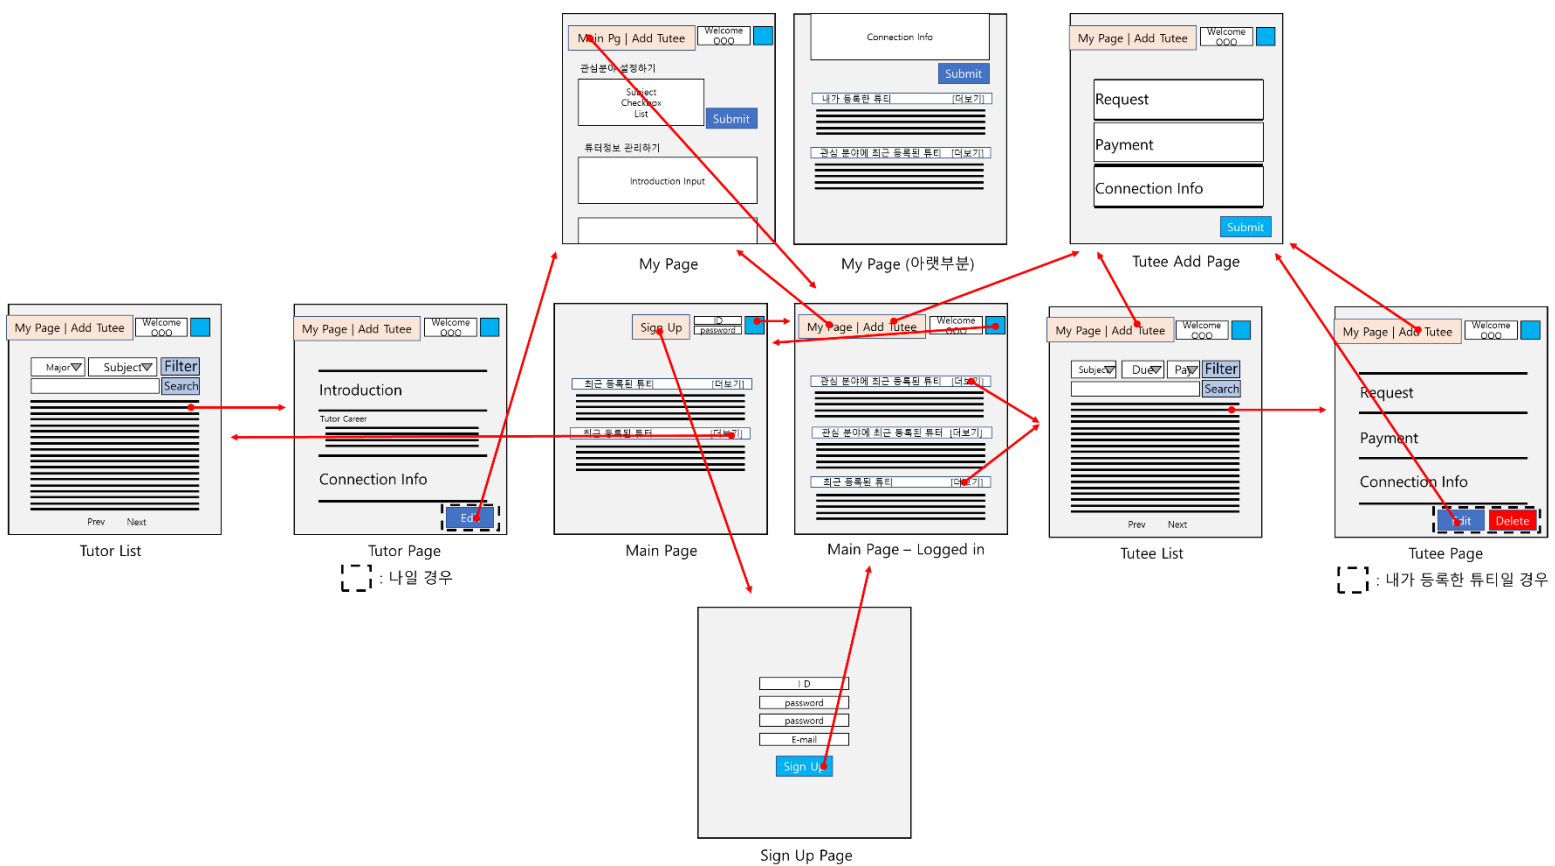 Main Pg | Add Tutee
Welcome
OOO
관심분야 설정하기
Subject
Checkbox
List
Submit
튜터정보 관리하기
Introduction Input
My Page
Connection Info
Submit
내가 등록한 튜티 [더보기]
관심 분야에 최근 등록된 튜티 [더보기]
My Page (아랫부분)
My Page | Add Tutee
Welcome
OOO
Request
Payment
Connection Info
Submit
Tutee Add Page
My Page | Add Tutee
Welcome
OOO
Major
Subject
Filter
Search
Prev Next
Tutor List
My Page | Add Tutee
Welcome
OOO
Introduction
Tutor Career
Connection Info
Edit
Tutor Page
: 나일 경우
Sign Up
ID
password
최근 등록된 튜티 [더보기]
최근 등록된 튜터 [더보기]
Main Page
My Page | Add Tutee
Welcome
OOO
관심 분야에 최근 등록된 튜티 [더보기]
관심 분야에 최근 등록된 튜터 [더보기]
최근 등록된 튜티 [더보기]
Main Page – Logged in
My Page | Add Tutee
Welcome
OOO
Subject
Due
Pay
Filter
Search
Prev Next
Tutee List
My Page | Add Tutee
Welcome
OOO
Request
Payment
Connection Info
Edit
Delete
Tutee Page
: 내가 등록한 튜티일 경우
I D
password
password
E-mail
Sign Up
Sign Up Page